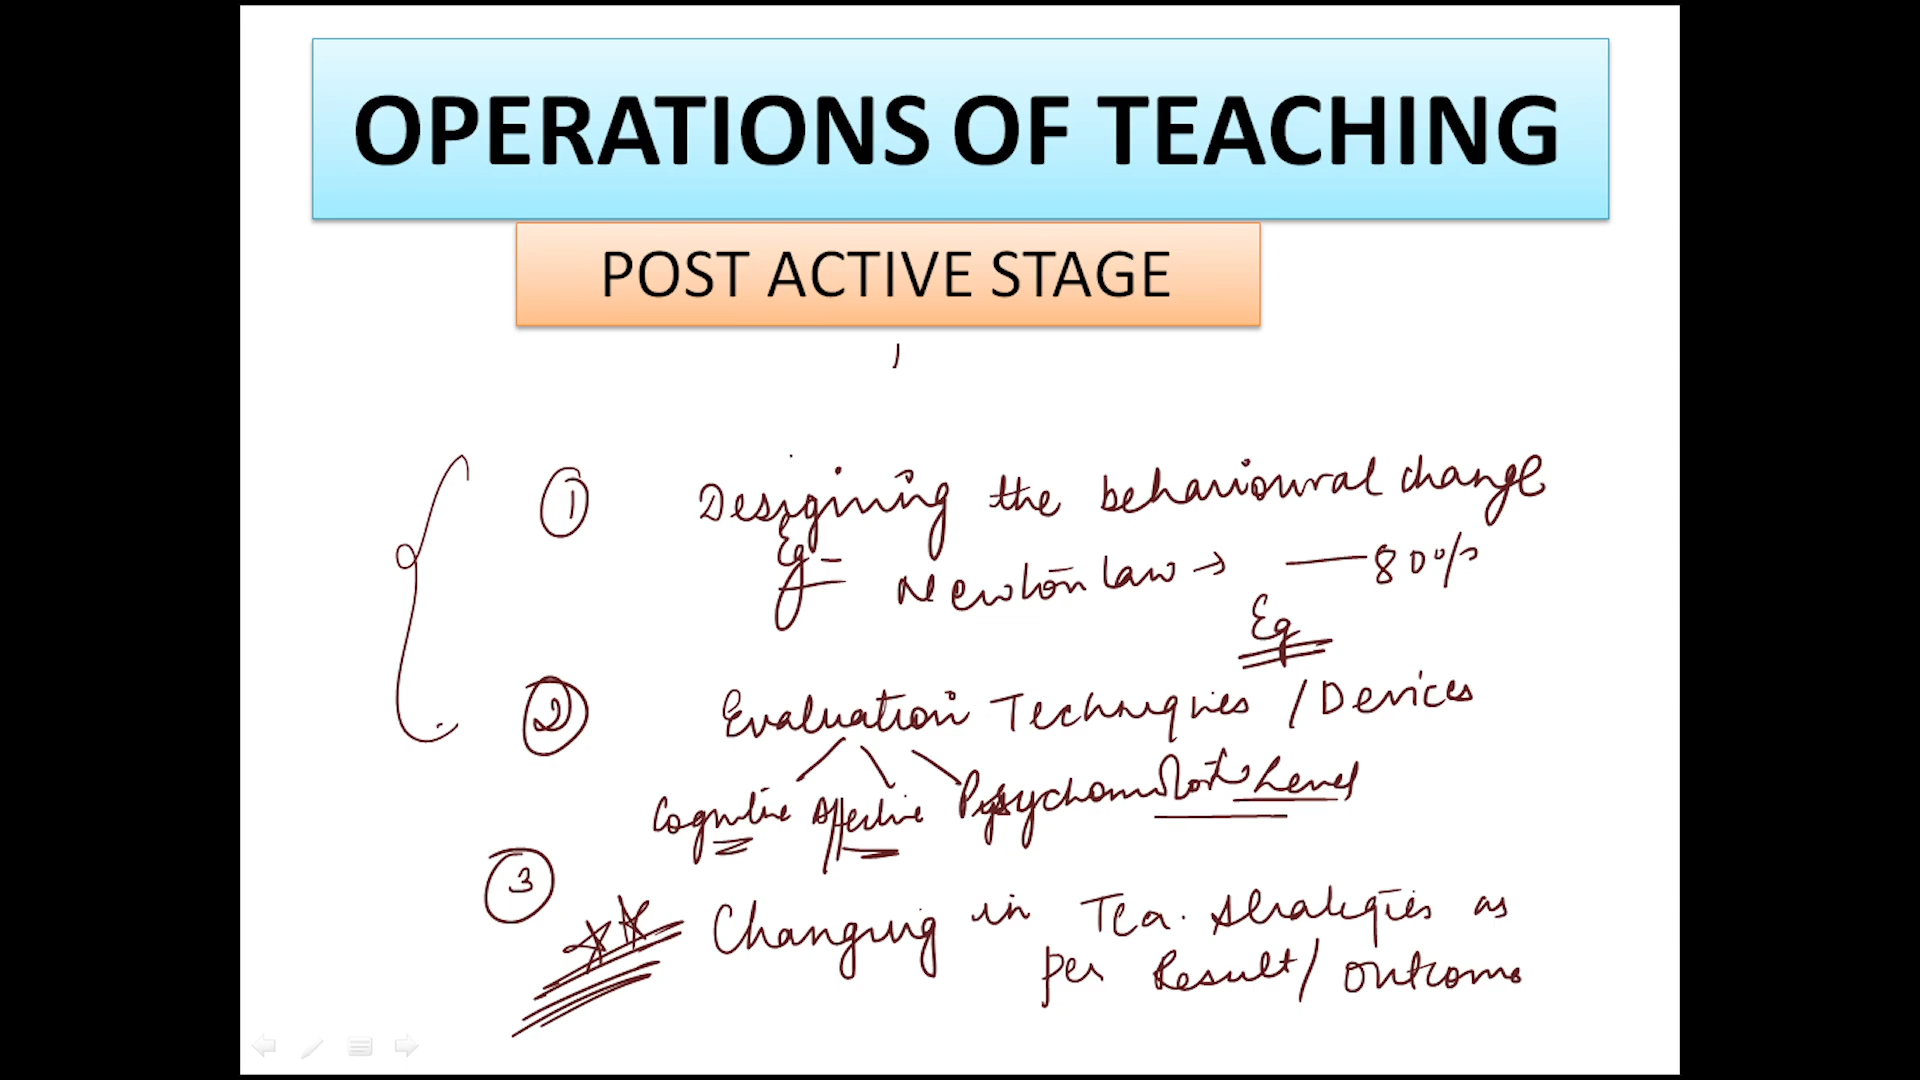 OPERATIONS OF TEACHING
POST ACTIVE STAGE
① Designing the behavioural change
Eg - Newton law → — 80%
Eg
② Evaluation Techniques / Devices
Cognitive Affective Psychomotor Level
③ Changing in Tea. strategies as
per Result / outcome